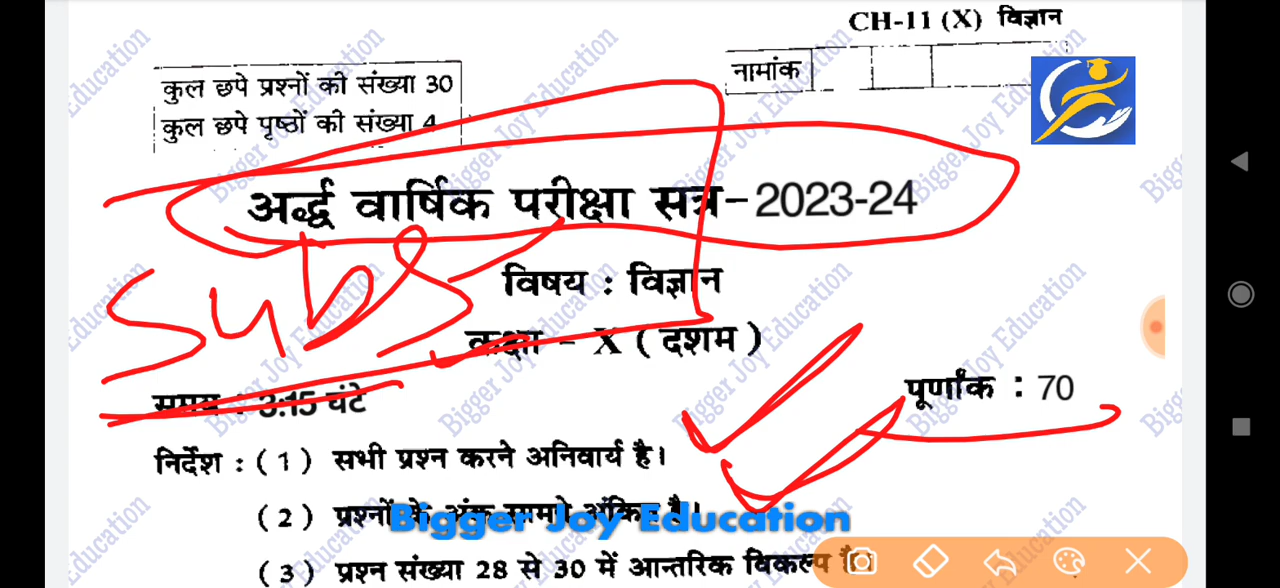 CH-11 (X) विज्ञान
कुल छपे प्रश्नों की संख्या 30
कुल छपे पृष्ठों की संख्या 4
नामांक
अर्द्ध वार्षिक परीक्षा सत्र-2023-24
विषय : विज्ञान
Subs
कक्षा - X ( दशम )
समय : 3:15 घंटे
पूर्णांक : 70
निर्देश : (1) सभी प्रश्न करने अनिवार्य है।
(2) प्रश्नों के अंक सामने अंकित है।
Bigger Joy Education
(3) प्रश्न संख्या 28 से 30 में आन्तरिक विकल्प है।